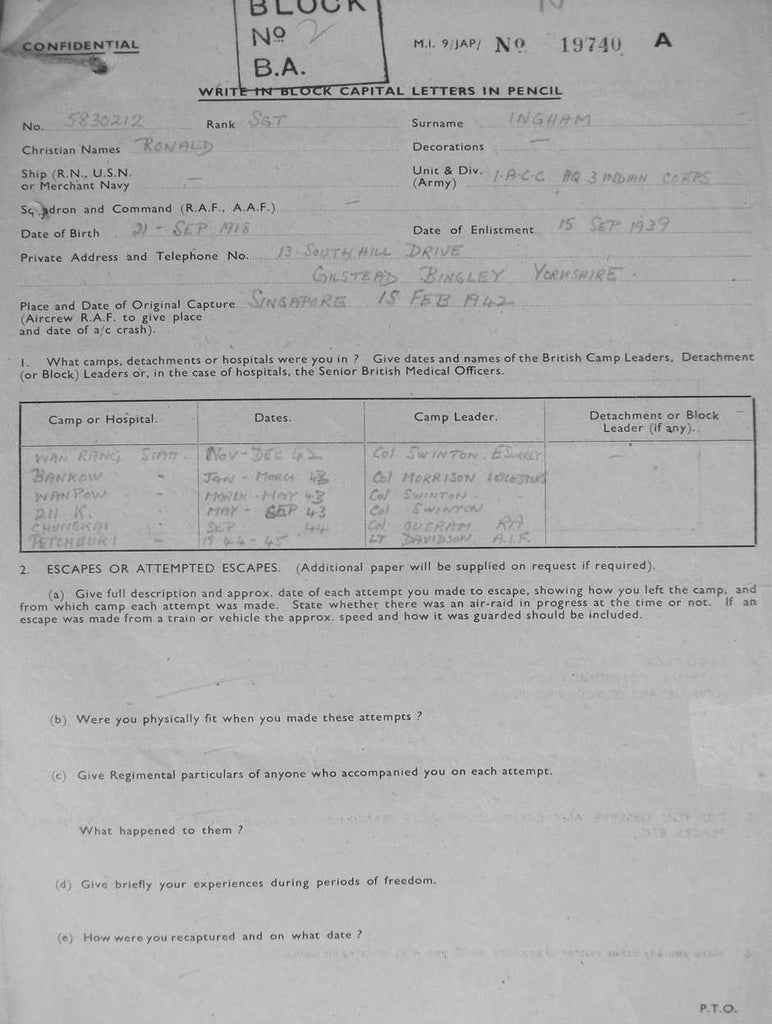 BLOCK
No 2
B.A.
CONFIDENTIAL
M.I. 9/JAP/ No 19740 A
WRITE IN BLOCK CAPITAL LETTERS IN PENCIL
No. 5830212 Rank SGT Surname INGHAM
Christian Names RONALD Decorations —
Ship (R.N., U.S.N. or Merchant Navy — Unit & Div. (Army) I.A.C.C HQ 3 INDIAN CORPS
Squadron and Command (R.A.F., A.A.F.) —
Date of Birth 21 - SEP 1918 Date of Enlistment 15 SEP 1939
Private Address and Telephone No. 13 SOUTH HILL DRIVE
GILSTEAD BINGLEY YORKSHIRE.
Place and Date of Original Capture SINGAPORE 15 FEB 1942
(Aircrew R.A.F. to give place
and date of a/c crash).
1. What camps, detachments or hospitals were you in ? Give dates and names of the British Camp Leaders, Detachment
(or Block) Leaders or, in the case of hospitals, the Senior British Medical Officers.
Camp or Hospital. Dates. Camp Leader. Detachment or Block Leader (if any).
WAN RANG SIAM. NOV - DEC 42 Col SWINTON. E SURREY —
BANKOW " JAN - MARCH 43 Col MORRISON
WANPOW " MARCH - MAY 43 Col SWINTON.
211 K. " MAY - SEP 43 Col SWINTON
CHUNGKAI " SEP 44 Col OUTRAM RA
PETCHBURI " 1944 - 45 LT DAVIDSON A.I.F.
2. ESCAPES OR ATTEMPTED ESCAPES. (Additional paper will be supplied on request if required).
(a) Give full description and approx. date of each attempt you made to escape, showing how you left the camp, and
from which camp each attempt was made. State whether there was an air-raid in progress at the time or not. If an
escape was made from a train or vehicle the approx. speed and how it was guarded should be included.
(b) Were you physically fit when you made these attempts ?
(c) Give Regimental particulars of anyone who accompanied you on each attempt.
What happened to them ?
(d) Give briefly your experiences during periods of freedom.
(e) How were you recaptured and on what date ?
P.T.O.